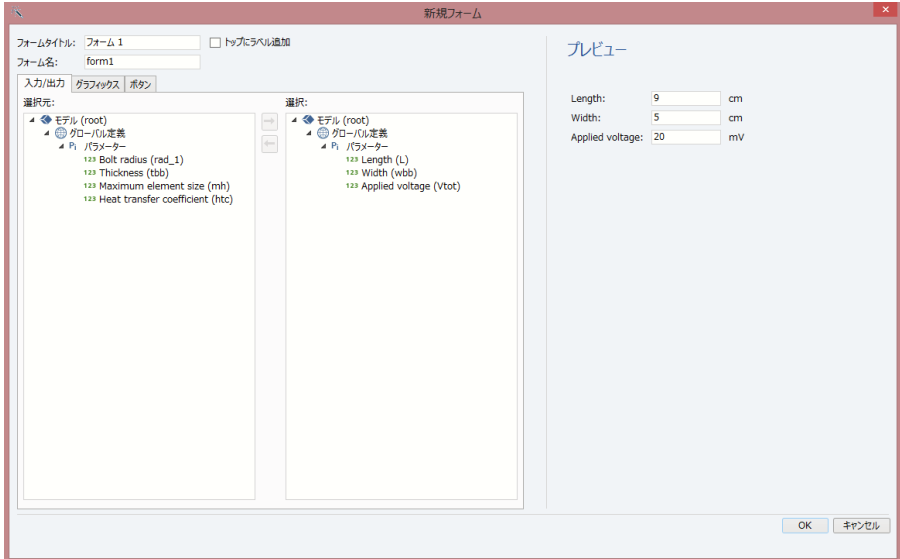 新規フォーム
フォームタイトル: フォーム 1 トップにラベル追加
フォーム名: form1
入力/出力 グラフィックス ボタン
選択元:
モデル (root)
グローバル定義
Pi パラメーター
123 Bolt radius (rad_1)
123 Thickness (tbb)
123 Maximum element size (mh)
123 Heat transfer coefficient (htc)
選択:
モデル (root)
グローバル定義
Pi パラメーター
123 Length (L)
123 Width (wbb)
123 Applied voltage (Vtot)
プレビュー
Length: 9 cm
Width: 5 cm
Applied voltage: 20 mV
OK キャンセル